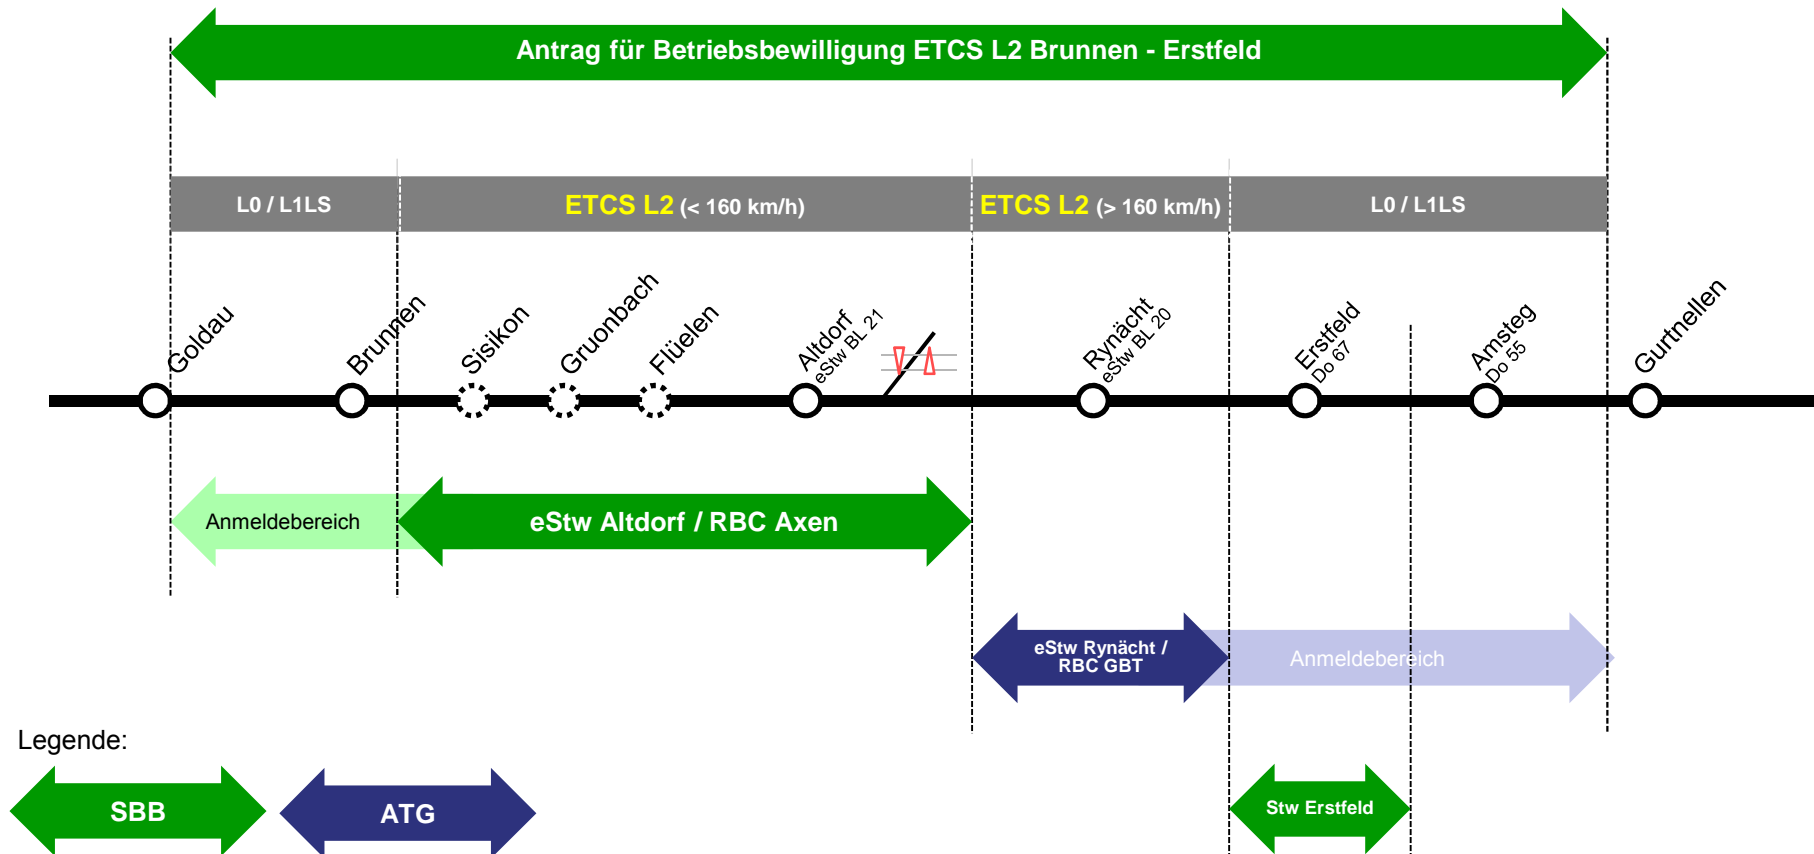 Antrag für Betriebsbewilligung ETCS L2 Brunnen - Erstfeld
L0 / L1LS
ETCS L2 (< 160 km/h)
ETCS L2 (> 160 km/h)
L0 / L1LS
Goldau
Brunnen
Sisikon
Gruonbach
Flüelen
Altdorf
eStw BL 21
Rynächt
eStw BL 20
Erstfeld
Do 67
Amsteg
Do 55
Gurtnellen
Anmeldebereich
eStw Altdorf / RBC Axen
eStw Rynächt /
RBC GBT
Anmeldebereich
Legende:
SBB
ATG
Stw Erstfeld